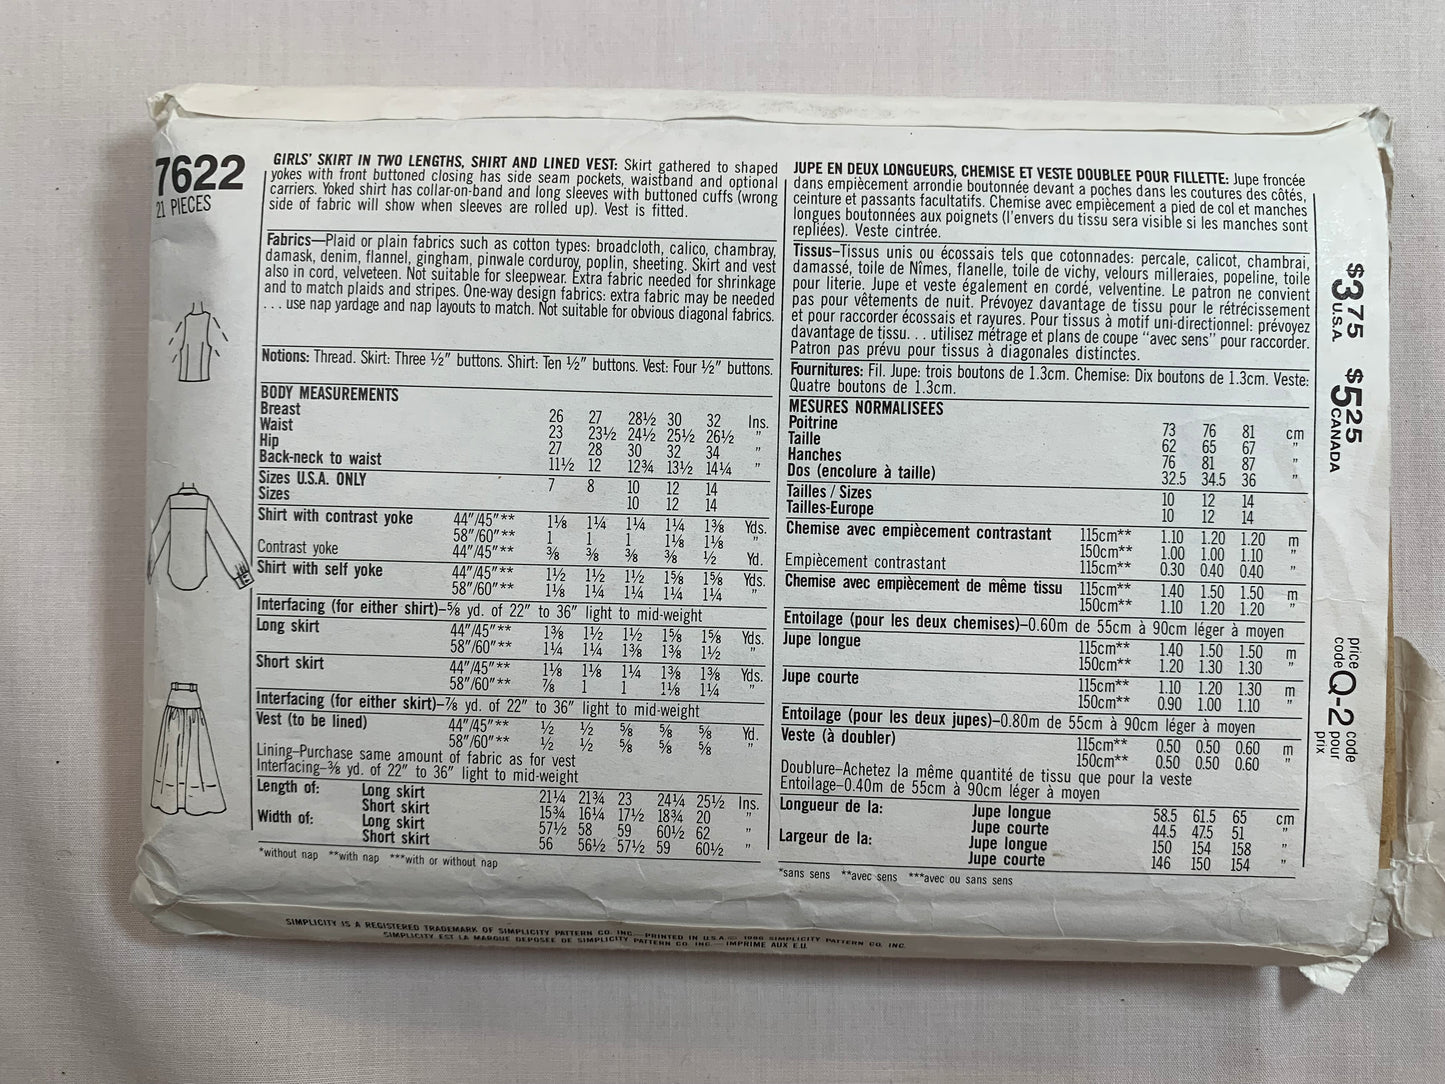 7622
21 PIECES
GIRLS' SKIRT IN TWO LENGTHS, SHIRT AND LINED VEST: Skirt gathered to shaped
yokes with front buttoned closing has side seam pockets, waistband and optional
carriers. Yoked shirt has collar-on-band and long sleeves with buttoned cuffs (wrong
side of fabric will show when sleeves are rolled up). Vest is fitted.
Fabrics—Plaid or plain fabrics such as cotton types: broadcloth, calico, chambray,
damask, denim, flannel, gingham, pinwale corduroy, poplin, sheeting. Skirt and vest
also in cord, velveteen. Not suitable for sleepwear. Extra fabric needed for shrinkage
and to match plaids and stripes. One-way design fabrics: extra fabric may be needed
. . . use nap yardage and nap layouts to match. Not suitable for obvious diagonal fabrics.
Notions: Thread. Skirt: Three ½″ buttons. Shirt: Ten ½″ buttons. Vest: Four ½″ buttons.
BODY MEASUREMENTS
Breast 26 27 28½ 30 32 Ins.
Waist 23 23½ 24½ 25½ 26½ ″
Hip 27 28 30 32 34 ″
Back-neck to waist 11½ 12 12¾ 13½ 14¼ ″
Sizes U.S.A. ONLY 7 8 10 12 14
Sizes 10 12 14
Shirt with contrast yoke 44″/45″** 1⅛ 1¼ 1¼ 1¼ 1⅜ Yds.
58″/60″** 1 1 1 1⅛ 1⅛ ″
Contrast yoke 44″/45″** ⅜ ⅜ ⅜ ⅜ ½ Yd.
Shirt with self yoke 44″/45″** 1½ 1½ 1½ 1⅝ 1⅝ Yds.
58″/60″** 1⅛ 1¼ 1¼ 1¼ 1¼ ″
Interfacing (for either shirt)—⅝ yd. of 22″ to 36″ light to mid-weight
Long skirt 44″/45″** 1⅜ 1½ 1½ 1⅝ 1⅝ Yds.
58″/60″** 1¼ 1¼ 1⅜ 1⅜ 1½ ″
Short skirt 44″/45″** 1⅛ 1⅛ 1¼ 1⅜ 1⅜ Yds.
58″/60″** ⅞ 1 1 1⅛ 1¼ ″
Interfacing (for either skirt)—⅞ yd. of 22″ to 36″ light to mid-weight
Vest (to be lined) 44″/45″** ½ ½ ⅝ ⅝ ⅝ Yd.
58″/60″** ½ ½ ⅝ ⅝ ⅝ ″
Lining—Purchase same amount of fabric as for vest
Interfacing—⅜ yd. of 22″ to 36″ light to mid-weight
Length of: Long skirt 21¼ 21¾ 23 24¼ 25½ Ins.
Short skirt 15¾ 16¼ 17½ 18¾ 20 ″
Width of: Long skirt 57½ 58 59 60½ 62 ″
Short skirt 56 56½ 57½ 59 60½ ″
*without nap **with nap ***with or without nap
JUPE EN DEUX LONGUEURS, CHEMISE ET VESTE DOUBLEE POUR FILLETTE: Jupe froncée
dans empiècement arrondie boutonnée devant a poches dans les coutures des côtés,
ceinture et passants facultatifs. Chemise avec empiècement a pied de col et manches
longues boutonnées aux poignets (l'envers du tissu sera visible si les manches sont
repliées). Veste cintrée.
Tissus—Tissus unis ou écossais tels que cotonnades: percale, calicot, chambrai,
damassé, toile de Nîmes, flanelle, toile de vichy, velours milleraies, popeline, toile
pour literie. Jupe et veste également en cordé, velventine. Le patron ne convient
pas pour vêtements de nuit. Prévoyez davantage de tissu pour le rétrécissement
et pour raccorder écossais et rayures. Pour tissus à motif uni-directionnel: prévoyez
davantage de tissu. . . utilisez métrage et plans de coupe "avec sens" pour raccorder.
Patron pas prévu pour tissus à diagonales distinctes.
Fournitures: Fil. Jupe: trois boutons de 1.3cm. Chemise: Dix boutons de 1.3cm. Veste:
Quatre boutons de 1.3cm.
MESURES NORMALISEES
Poitrine 73 76 81 cm
Taille 62 65 67 ″
Hanches 76 81 87 ″
Dos (encolure à taille) 32.5 34.5 36 ″
Tailles / Sizes 10 12 14
Tailles-Europe 10 12 14
Chemise avec empiècement contrastant 115cm** 1.10 1.20 1.20 m
150cm** 1.00 1.00 1.10 ″
Empiècement contrastant 115cm** 0.30 0.40 0.40 ″
Chemise avec empiècement de même tissu 115cm** 1.40 1.50 1.50 m
150cm** 1.10 1.20 1.20 ″
Entoilage (pour les deux chemises)—0.60m de 55cm à 90cm léger à moyen
Jupe longue 115cm** 1.40 1.50 1.50 m
150cm** 1.20 1.30 1.30 ″
Jupe courte 115cm** 1.10 1.20 1.30 m
150cm** 0.90 1.00 1.10 ″
Entoilage (pour les deux jupes)—0.80m de 55cm à 90cm léger à moyen
Veste (à doubler) 115cm** 0.50 0.50 0.60 m
150cm** 0.50 0.50 0.60 ″
Doublure—Achetez la même quantité de tissu que pour la veste
Entoilage—0.40m de 55cm à 90cm léger à moyen
Longueur de la: Jupe longue 58.5 61.5 65 cm
Jupe courte 44.5 47.5 51 ″
Largeur de la: Jupe longue 150 154 158 ″
Jupe courte 146 150 154 ″
*sans sens **avec sens ***avec ou sans sens
$3.75 U.S.A.
$5.25 CANADA
price code Q-2 code pour prix
SIMPLICITY IS A REGISTERED TRADEMARK OF SIMPLICITY PATTERN CO. INC.—PRINTED IN U.S.A. © 1986 SIMPLICITY PATTERN CO. INC.
SIMPLICITY EST LA MARQUE DEPOSEE DE SIMPLICITY PATTERN CO. INC.—IMPRIME AUX E.U.